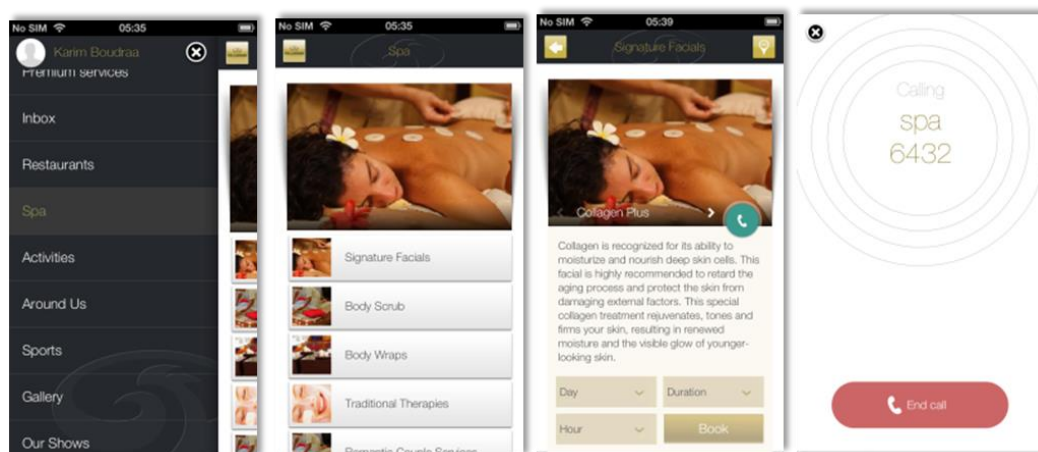 No SIM 05:35
Karim Boudraa
Premium services
Inbox
Restaurants
Spa
Activities
Around Us
Sports
Gallery
Our Shows
No SIM 05:35
Spa
Signature Facials
Body Scrub
Body Wraps
Traditional Therapies
Romantic Couple Services
No SIM 05:39
Signature Facials
Collagen Plus
Collagen is recognized for its ability to
moisturize and nourish deep skin cells. This
facial is highly recommended to retard the
aging process and protect the skin from
damaging external factors. This special
collagen treatment rejuvenates, tones and
firms your skin, resulting in renewed
moisture and the visible glow of younger-
looking skin.
Day Duration
Hour Book
Calling
spa
6432
End call